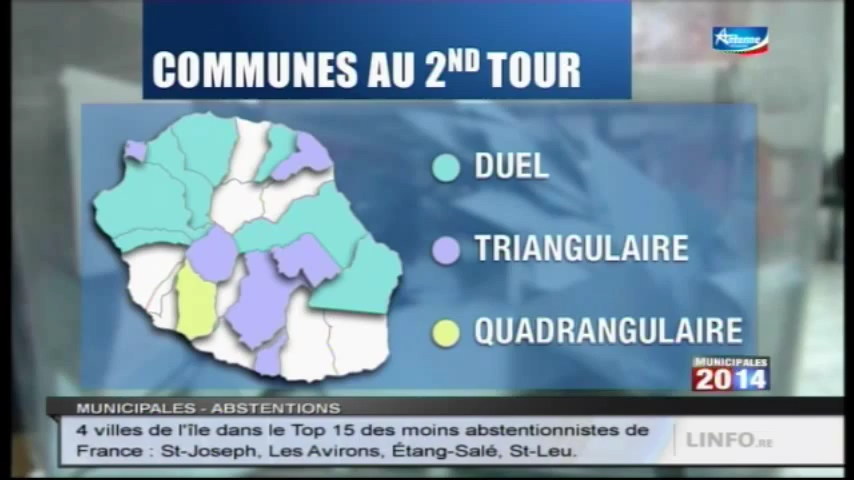 COMMUNES AU 2ND TOUR
Antenne
DUEL
TRIANGULAIRE
QUADRANGULAIRE
MUNICIPALES
2014
MUNICIPALES - ABSTENTIONS
4 villes de l'île dans le Top 15 des moins abstentionnistes de
France : St-Joseph, Les Avirons, Étang-Salé, St-Leu.
LINFO.RE